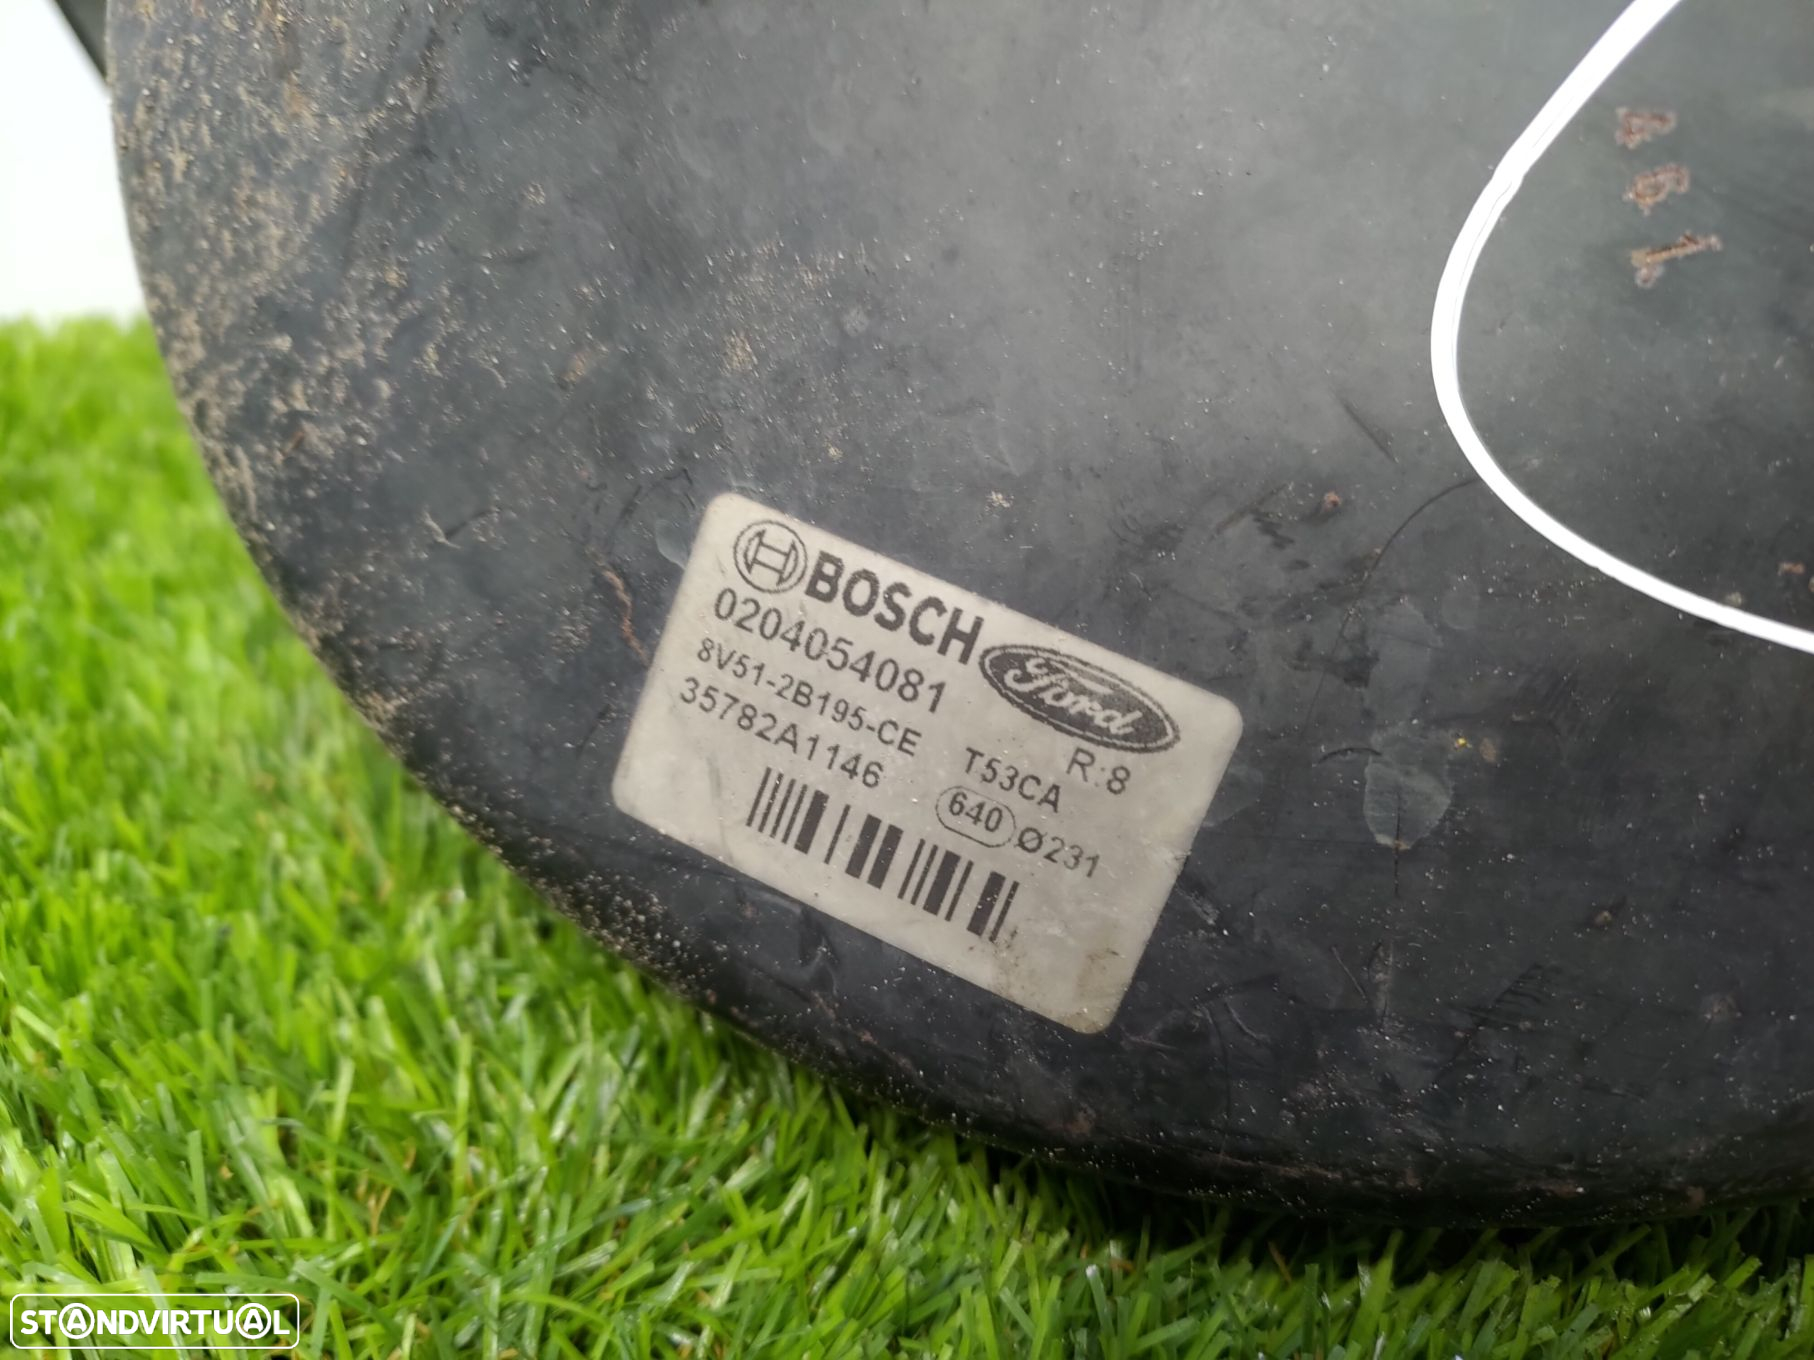 BOSCH
0204054081
Ford
8V51-2B195-CE
R:8
35782A1146
T53CA
640 Ø231
STANDVIRTUAL